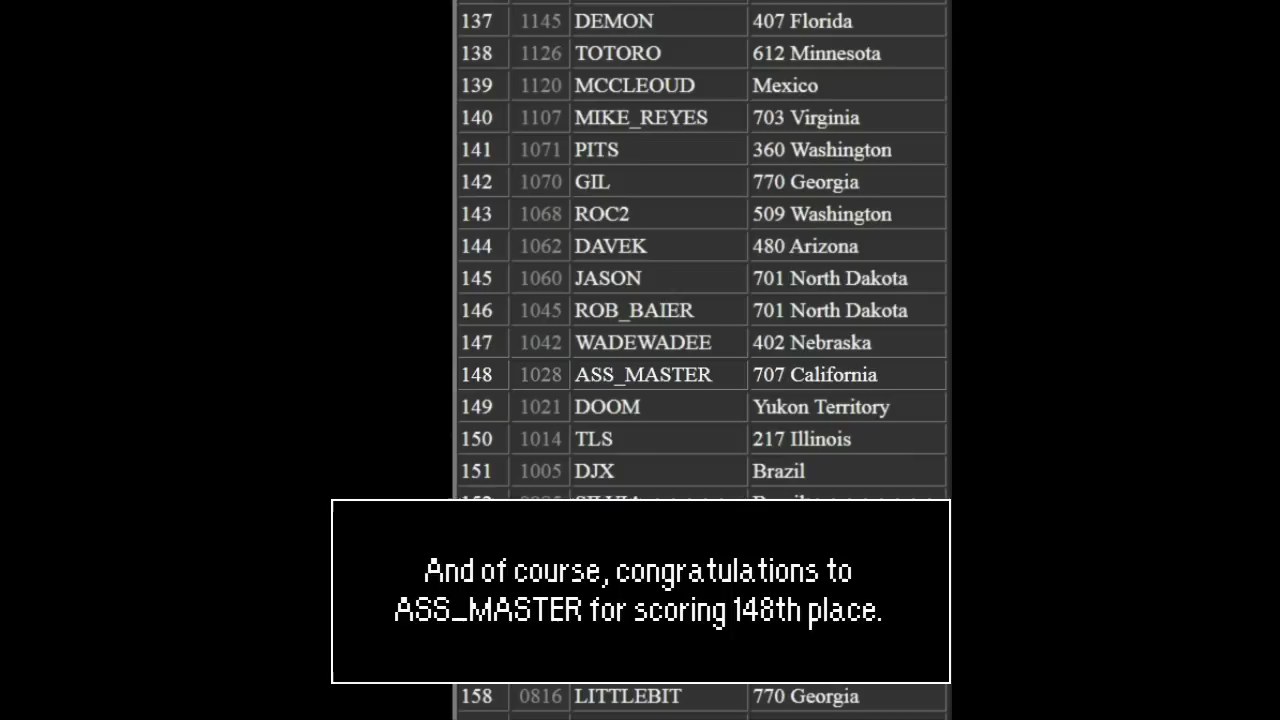 137 1145 DEMON 407 Florida
138 1126 TOTORO 612 Minnesota
139 1120 MCCLEOUD Mexico
140 1107 MIKE_REYES 703 Virginia
141 1071 PITS 360 Washington
142 1070 GIL 770 Georgia
143 1068 ROC2 509 Washington
144 1062 DAVEK 480 Arizona
145 1060 JASON 701 North Dakota
146 1045 ROB_BAIER 701 North Dakota
147 1042 WADEWADEE 402 Nebraska
148 1028 ASS_MASTER 707 California
149 1021 DOOM Yukon Territory
150 1014 TLS 217 Illinois
151 1005 DJX Brazil
And of course, congratulations to
ASS_MASTER for scoring 148th place.
158 0816 LITTLEBIT 770 Georgia